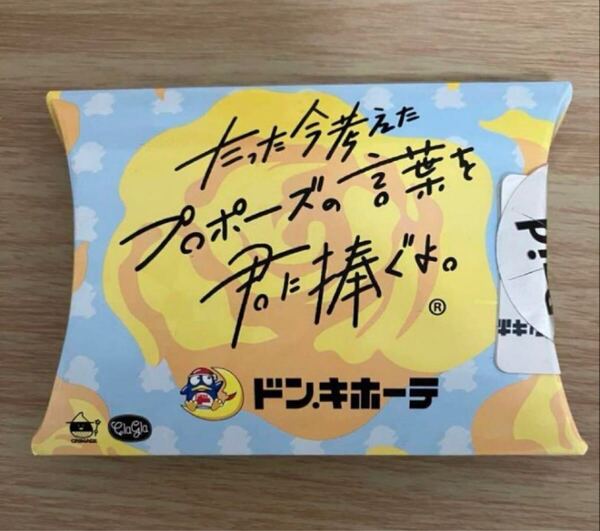 たった今考えた
プロポーズの言葉を
君に捧ぐよ。
®
ドン.キホーテ
GlaGla